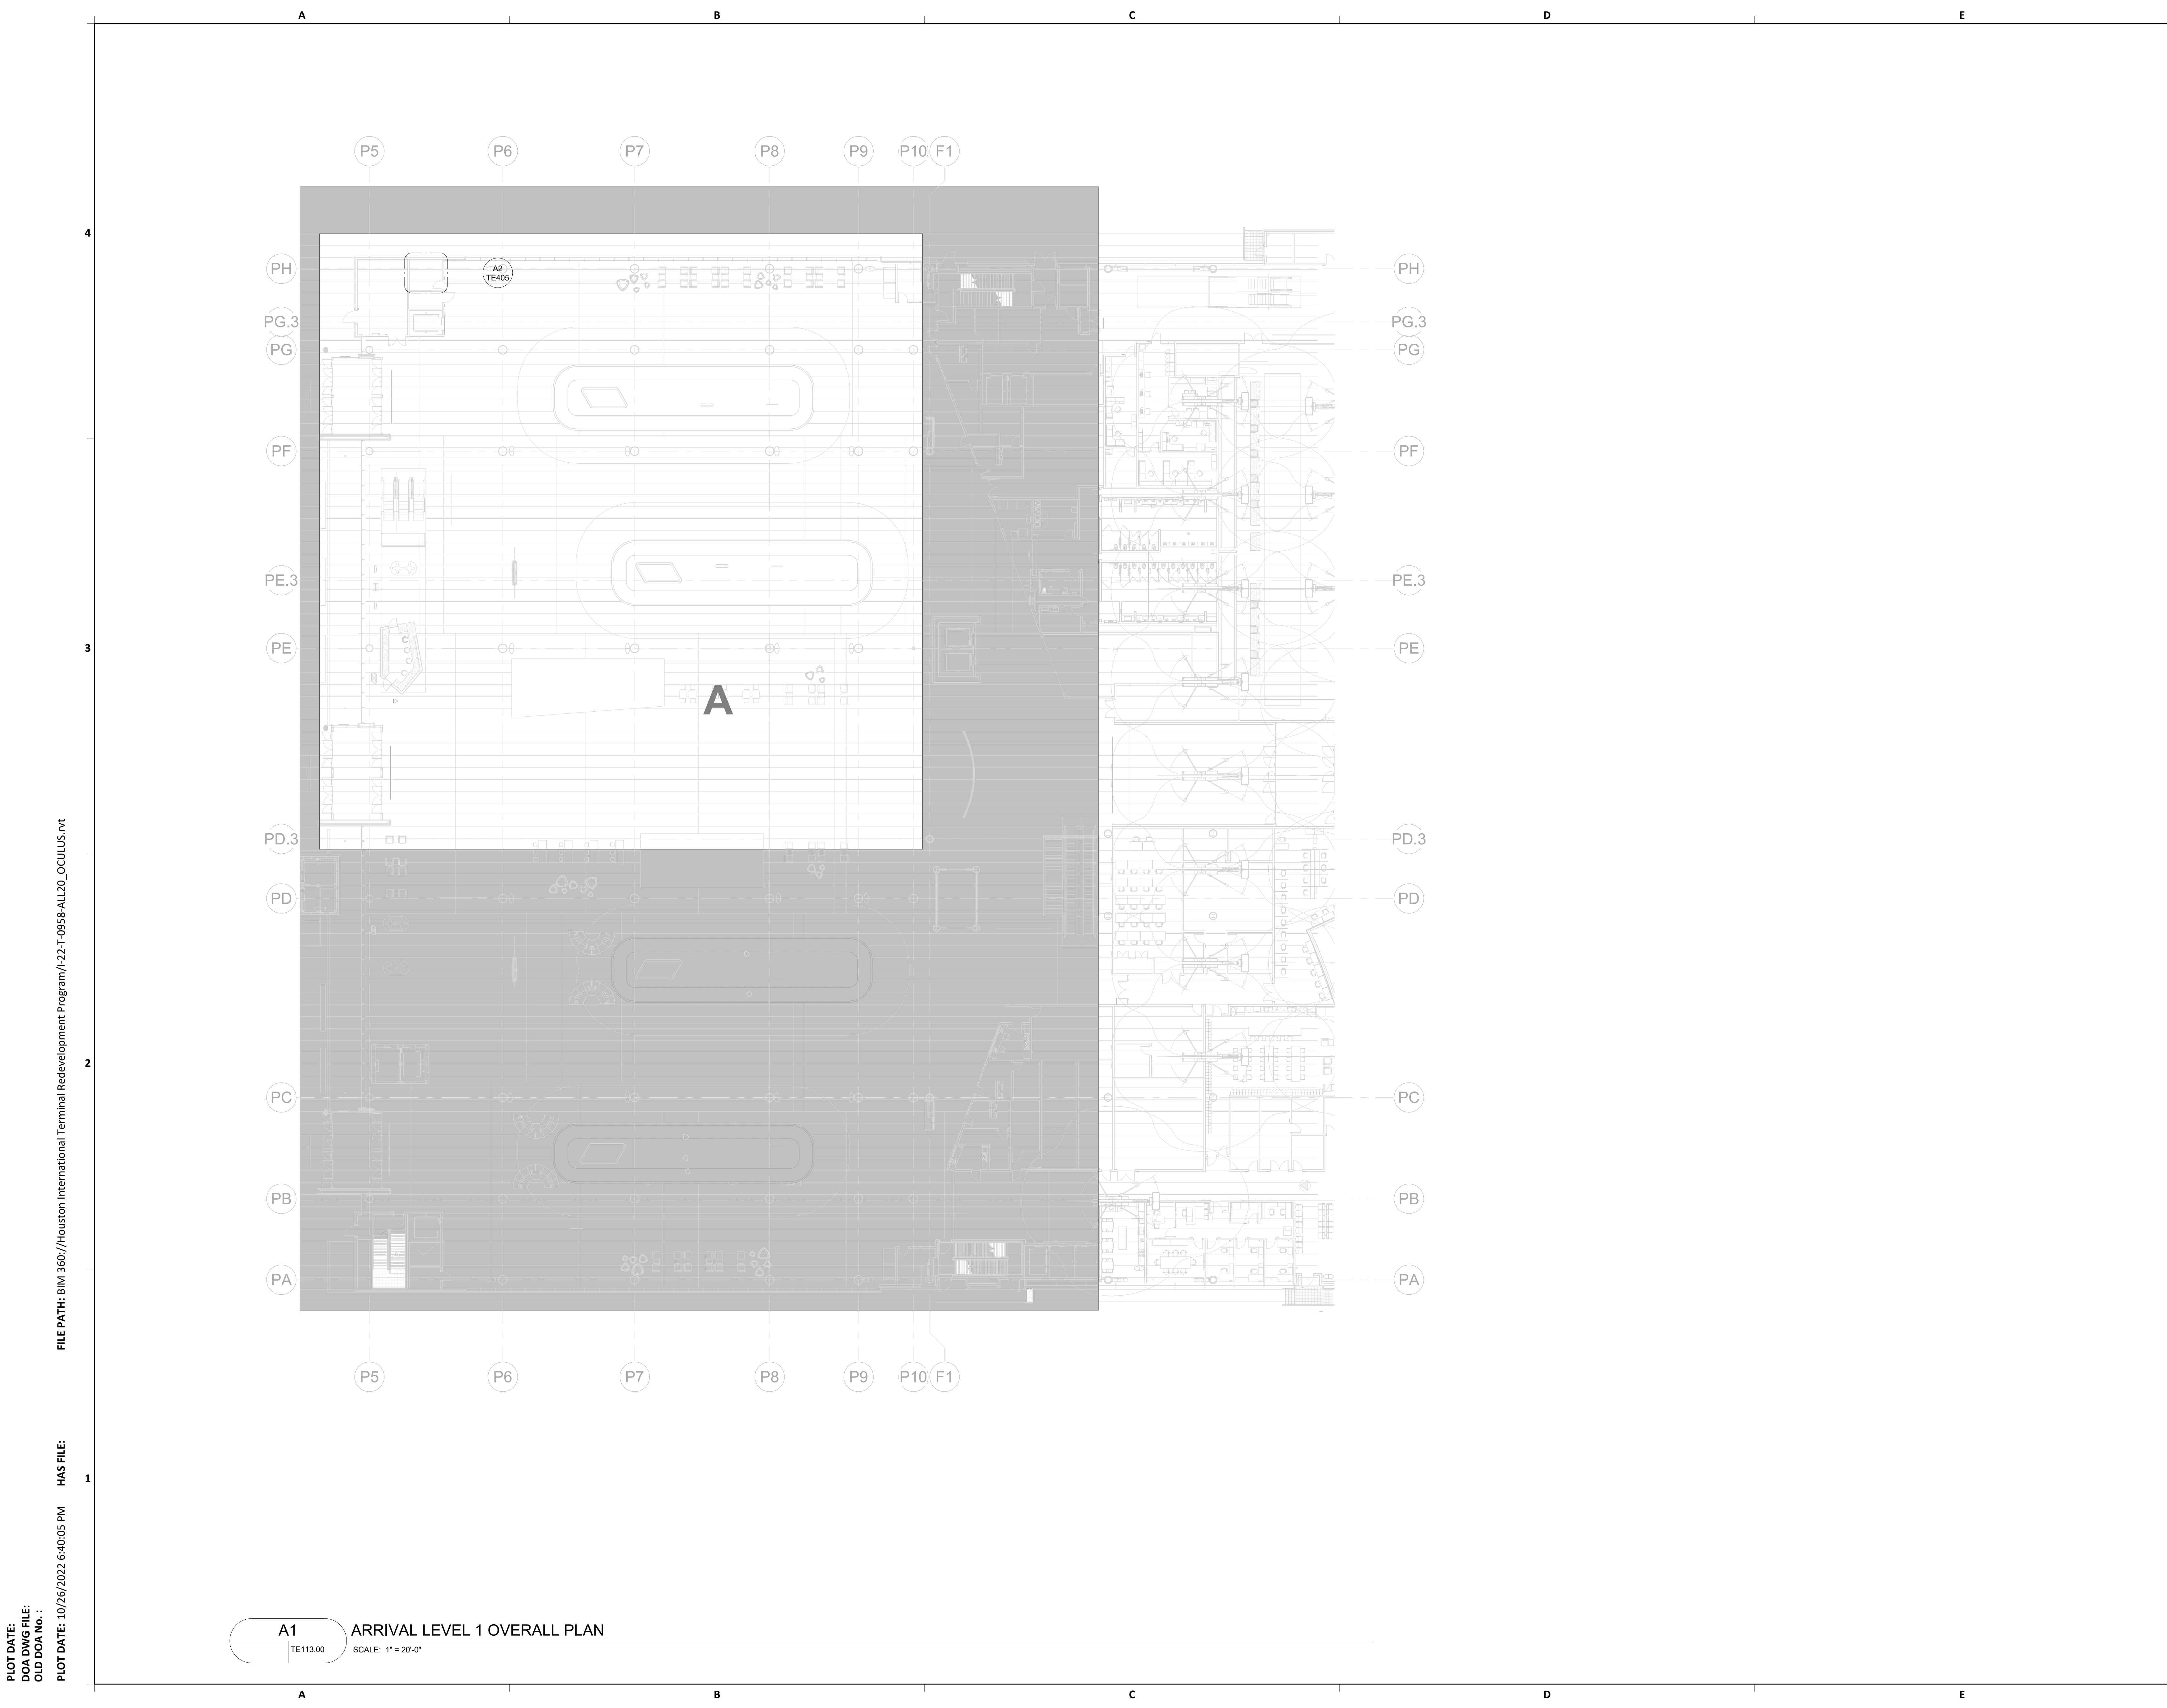 A B C D E
P5 P6 P7 P8 P9 P10 F1
4
A2
TE405
PH PH
PG.3 PG.3
PG PG
PF PF
PE.3 PE.3
3
PE PE
A
PD.3 PD.3
PD PD
2
PC PC
PB PB
PA PA
P5 P6 P7 P8 P9 P10 F1
1
A1
TE113.00
ARRIVAL LEVEL 1 OVERALL PLAN
SCALE: 1" = 20'-0"
A B C D E
PLOT DATE:
DOA DWG FILE:
OLD DOA No. :
PLOT DATE: 10/26/2022 6:40:05 PM HAS FILE: FILE PATH: BIM 360://Houston International Terminal Redevelopment Program/I-22-T-0958-ALL20_OCULUS.rvt